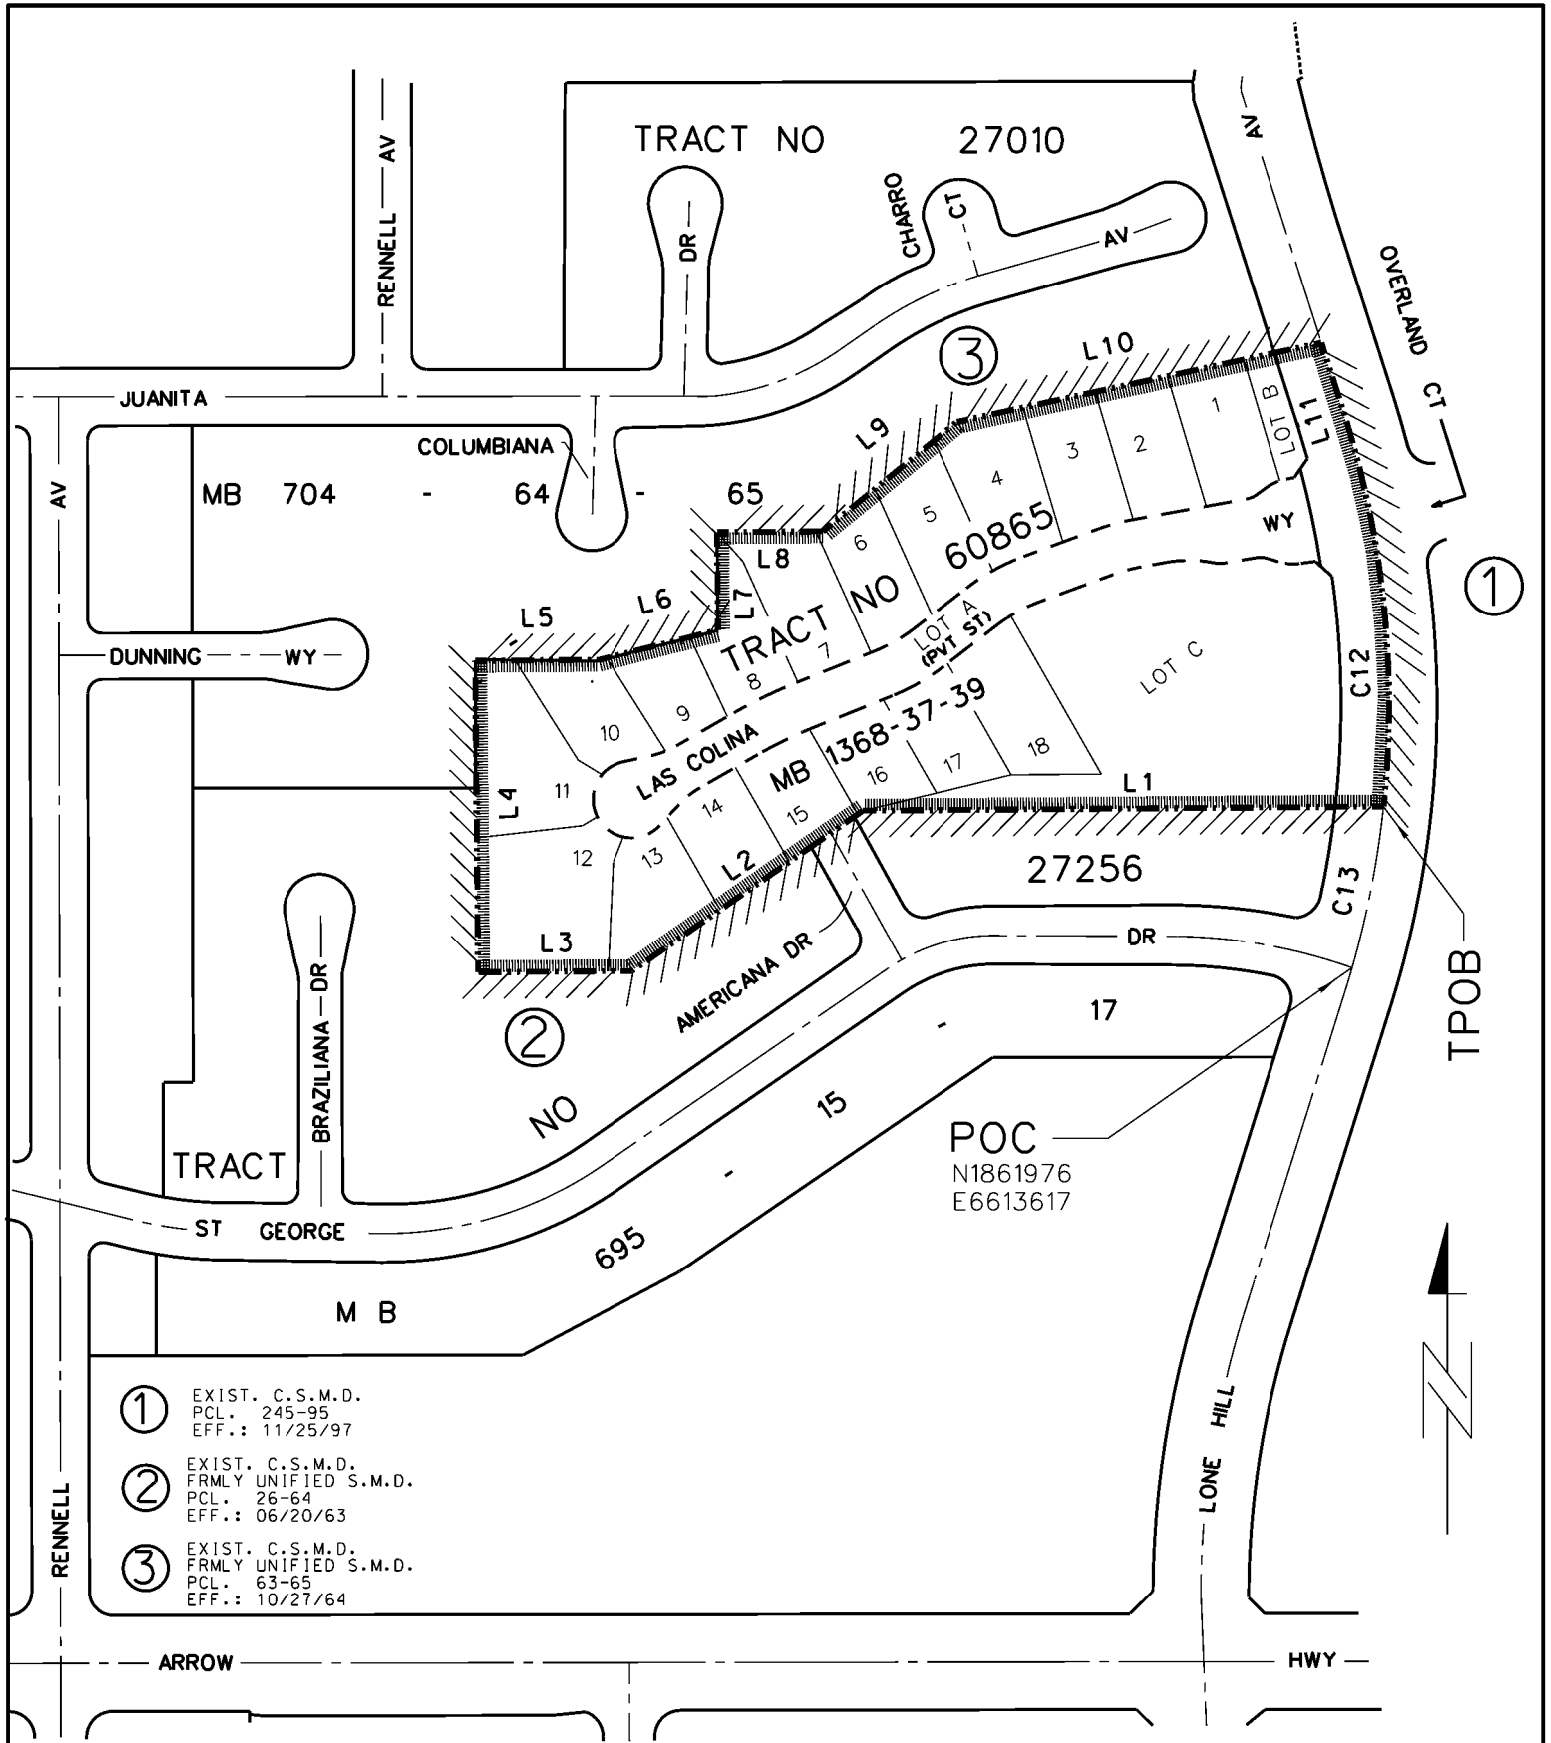 TRACT NO 27010
RENNELL AV
DR
CHARRO CT
AV
AV
OVERLAND CT
JUANITA
COLUMBIANA
AV
MB 704 - 64 - 65
L10
L9
L11
LOT B
1
2
3
4
5
6
L8
L7
L6
L5
TRACT NO 60865
WY
1
DUNNING WY
LOT A
(PVT ST)
LOT C
C12
7
8
9
10
11
LAS COLINA
MB 1368-37-39
L4
L1
12
13
14
15
16
17
18
L2
L3
27256
C13
TPOB
3
AMERICANA DR
DR
2
BRAZILIANA DR
NO
TRACT
15 - 17
POC
N1861976
E6613617
ST GEORGE
695 -
M B
1 EXIST. C.S.M.D.
PCL. 245-95
EFF.: 11/25/97
2 EXIST. C.S.M.D.
FRMLY UNIFIED S.M.D.
PCL. 26-64
EFF.: 06/20/63
3 EXIST. C.S.M.D.
FRMLY UNIFIED S.M.D.
PCL. 63-65
EFF.: 10/27/64
RENNELL
LONE HILL
N
ARROW HWY